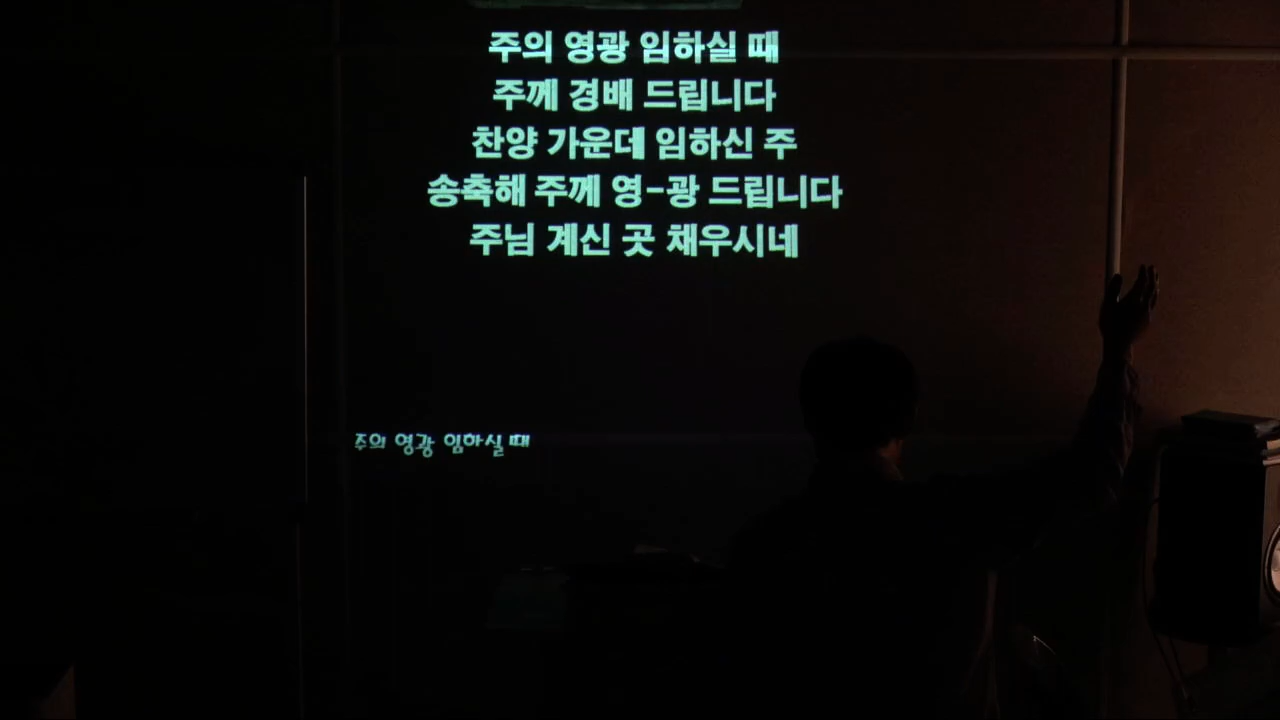 주의 영광 임하실 때
주께 경배 드립니다
찬양 가운데 임하신 주
송축해 주께 영-광 드립니다
주님 계신 곳 채우시네
주의 영광 임하실 때